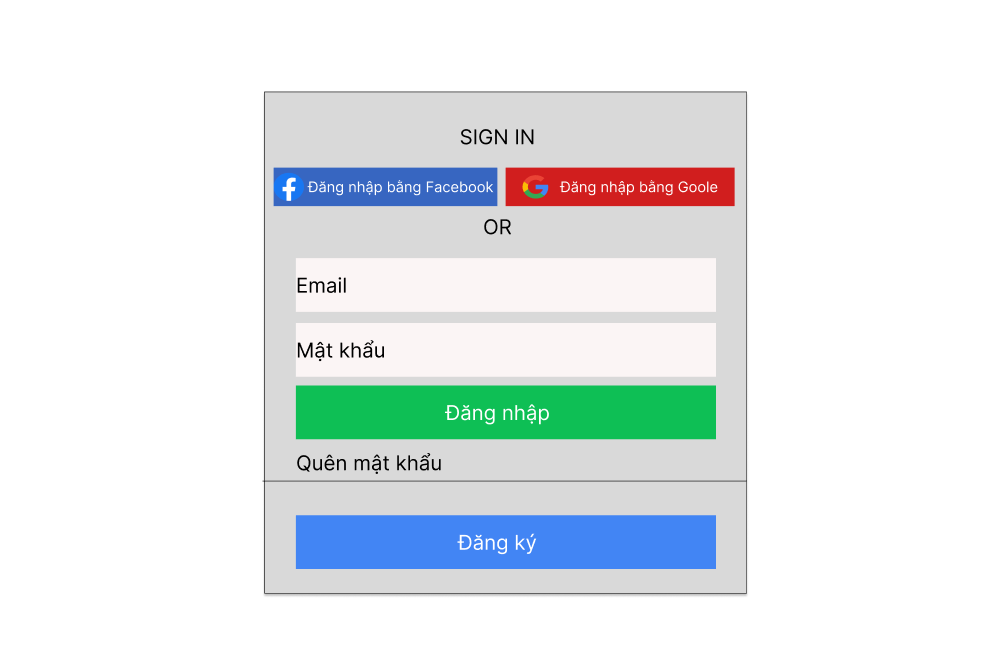 SIGN IN
Đăng nhập bằng Facebook
Đăng nhập bằng Goole
OR
Email
Mật khẩu
Đăng nhập
Quên mật khẩu
Đăng ký